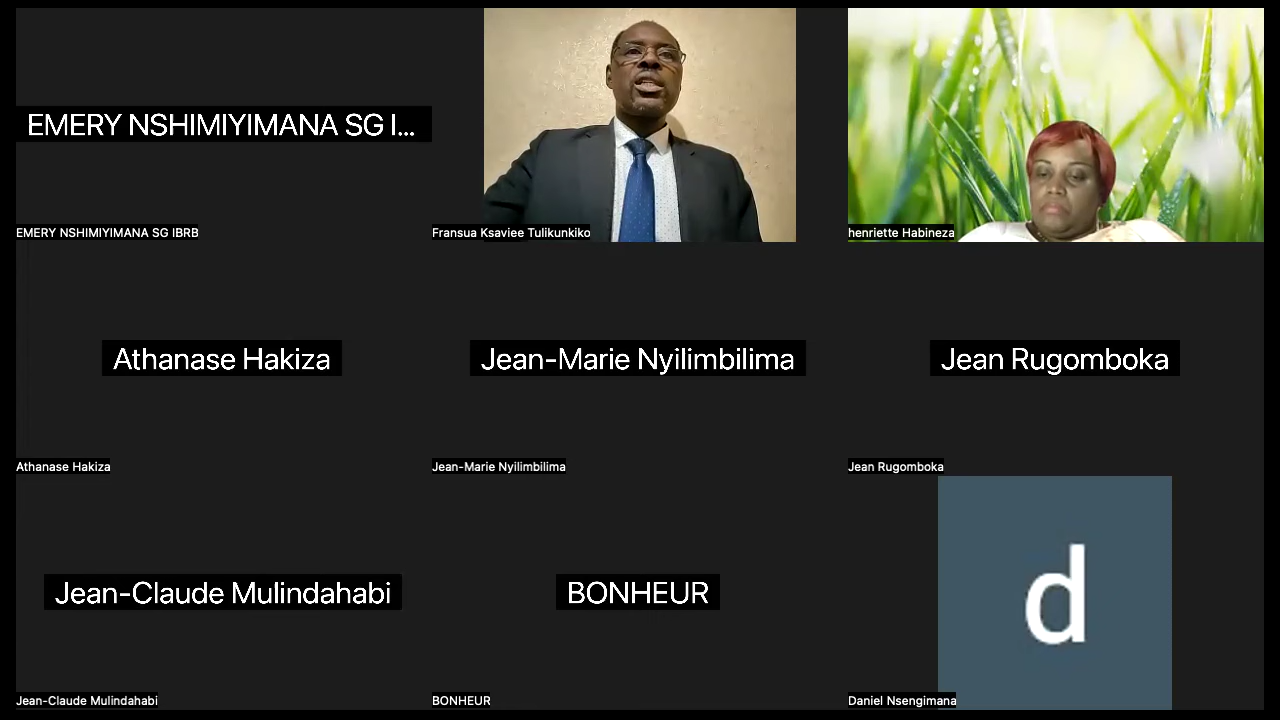 EMERY NSHIMIYIMANA SG I...
EMERY NSHIMIYIMANA SG IBRB
Fransua Ksaviee Tulikunkiko
henriette Habineza
Athanase Hakiza
Jean-Marie Nyilimbilima
Jean Rugomboka
Athanase Hakiza
Jean-Marie Nyilimbilima
Jean Rugomboka
Jean-Claude Mulindahabi
BONHEUR
d
Jean-Claude Mulindahabi
BONHEUR
Daniel Nsengimana